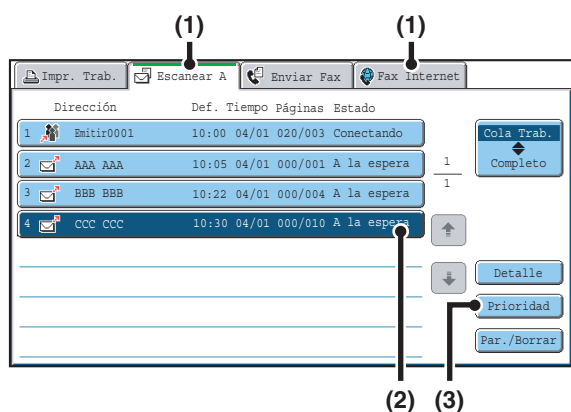 (1) (1)
Impr. Trab. Escanear A Enviar Fax Fax Internet
Dirección Def. Tiempo Páginas Estado
1 Emitir0001 10:00 04/01 020/003 Conectando
2 AAA AAA 10:05 04/01 000/001 A la espera
3 BBB BBB 10:22 04/01 000/004 A la espera
4 CCC CCC 10:30 04/01 000/010 A la espera
1
1
Cola Trab.
Completo
Detalle
Prioridad
Par./Borrar
(2) (3)